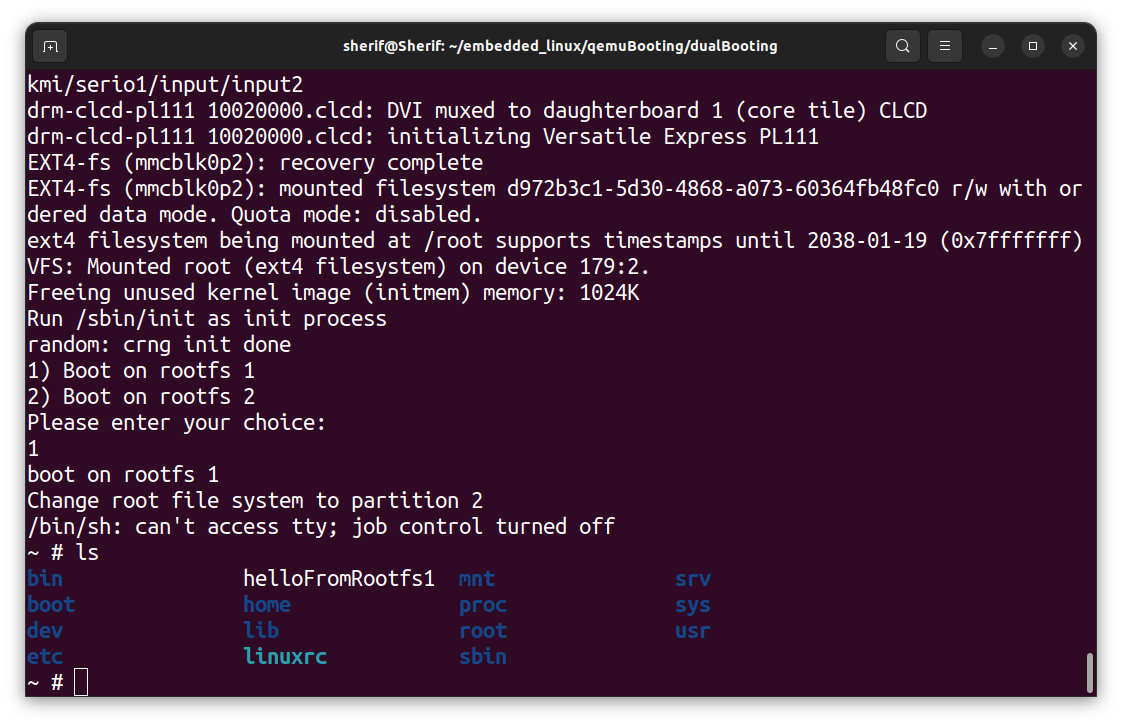 sherif@Sherif: ~/embedded_linux/qemuBooting/dualBooting
kmi/serio1/input/input2
drm-clcd-pl111 10020000.clcd: DVI muxed to daughterboard 1 (core tile) CLCD
drm-clcd-pl111 10020000.clcd: initializing Versatile Express PL111
EXT4-fs (mmcblk0p2): recovery complete
EXT4-fs (mmcblk0p2): mounted filesystem d972b3c1-5d30-4868-a073-60364fb48fc0 r/w with or
dered data mode. Quota mode: disabled.
ext4 filesystem being mounted at /root supports timestamps until 2038-01-19 (0x7fffffff)
VFS: Mounted root (ext4 filesystem) on device 179:2.
Freeing unused kernel image (initmem) memory: 1024K
Run /sbin/init as init process
random: crng init done
1) Boot on rootfs 1
2) Boot on rootfs 2
Please enter your choice:
1
boot on rootfs 1
Change root file system to partition 2
/bin/sh: can't access tty; job control turned off
~ # ls
bin helloFromRootfs1 mnt srv
boot home proc sys
dev lib root usr
etc linuxrc sbin
~ #